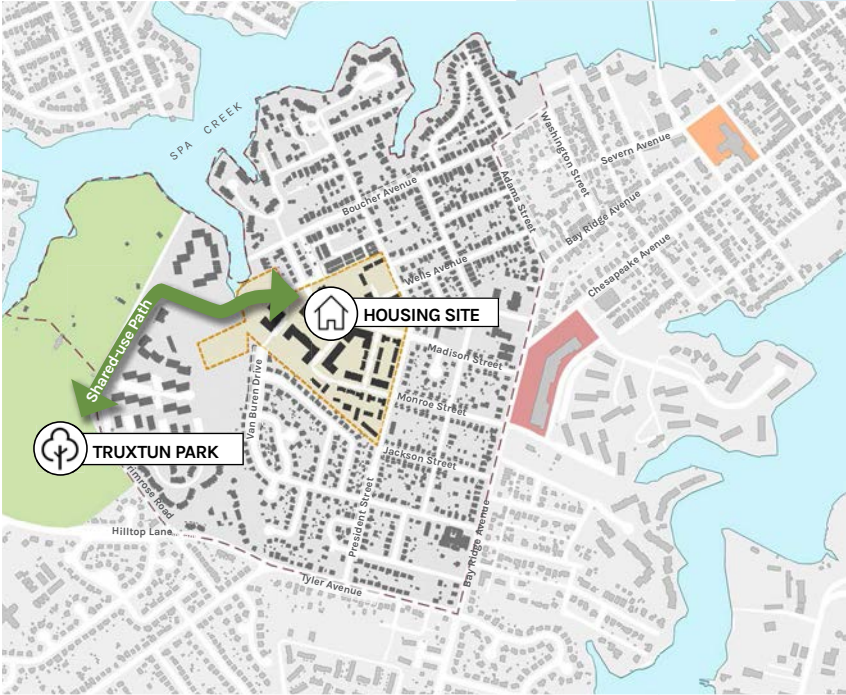 SPA CREEK
Washington Street
Severn Avenue
Adams Street
Boucher Avenue
Bay Ridge Avenue
Chesapeake Avenue
Wells Avenue
Shared-use Path
HOUSING SITE
Madison Street
Van Buren Drive
Monroe Street
TRUXTUN PARK
Jackson Street
Primrose Road
President Street
Bay Ridge Avenue
Hilltop Lane
Tyler Avenue